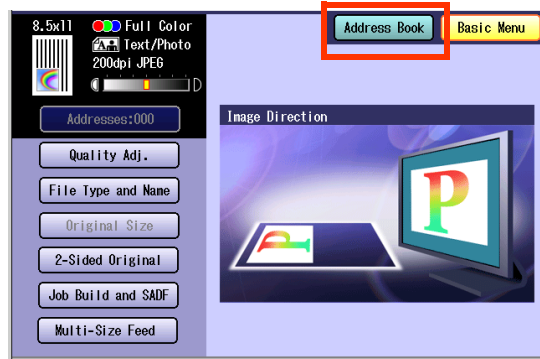 8.5x11 Full Color
A Text/Photo
200dpi JPEG
D
Address Book
Basic Menu
Addresses:000
Quality Adj.
File Type and Name
Original Size
2-Sided Original
Job Build and SADF
Multi-Size Feed
Image Direction
P
P